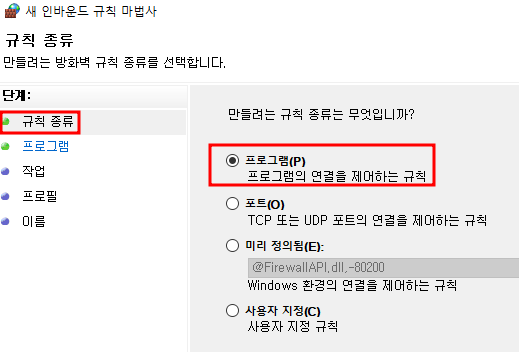 새 인바운드 규칙 마법사
규칙 종류
만들려는 방화벽 규칙 종류를 선택합니다.
단계:
규칙 종류
프로그램
작업
프로필
이름
만들려는 규칙 종류는 무엇입니까?
프로그램(P)
프로그램의 연결을 제어하는 규칙
포트(O)
TCP 또는 UDP 포트의 연결을 제어하는 규칙
미리 정의됨(E):
@FirewallAPI.dll,-80200
Windows 환경의 연결을 제어하는 규칙
사용자 지정(C)
사용자 지정 규칙